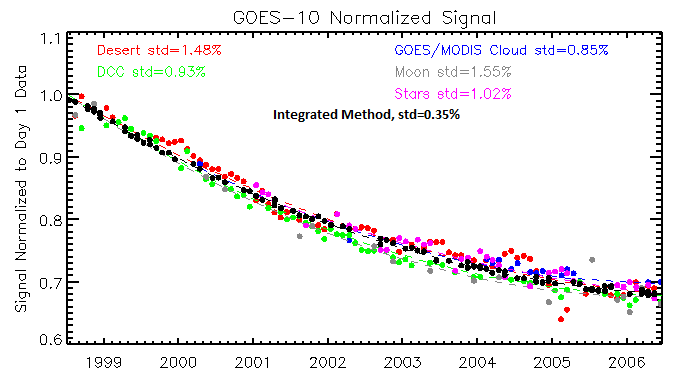 GOES-10 Normalized Signal
1.1
Desert std=1.48%
GOES/MODIS Cloud std=0.85%
DCC std=0.93%
Moon std=1.55%
Stars std=1.02%
1.0
Integrated Method, std=0.35%
0.9
0.8
0.7
0.6
Signal Normalized to Day 1 Data
1999 2000 2001 2002 2003 2004 2005 2006